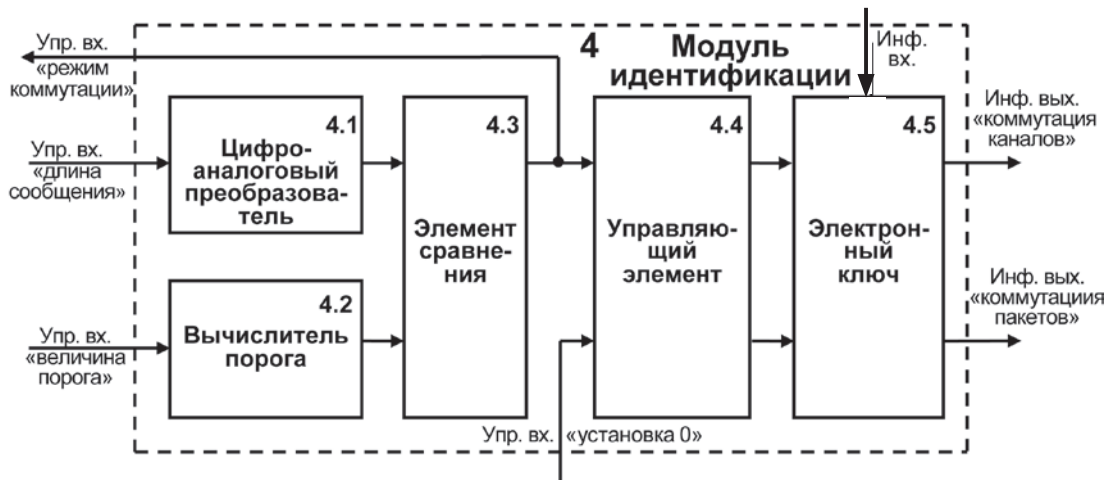 Упр. вх.
«режим
коммутации»
4 Модуль
идентификации
Инф.
вх.
Упр. вх.
«длина
сообщения»
4.1
Цифро-
аналоговый
преобразова-
тель
4.3
Элемент
сравне-
ния
4.4
Управляю-
щий
элемент
4.5
Электрон-
ный
ключ
Инф. вых.
«коммутация
каналов»
Упр. вх.
«величина
порога»
4.2
Вычислитель
порога
Инф. вых.
«коммутациия
пакетов»
Упр. вх. «установка 0»